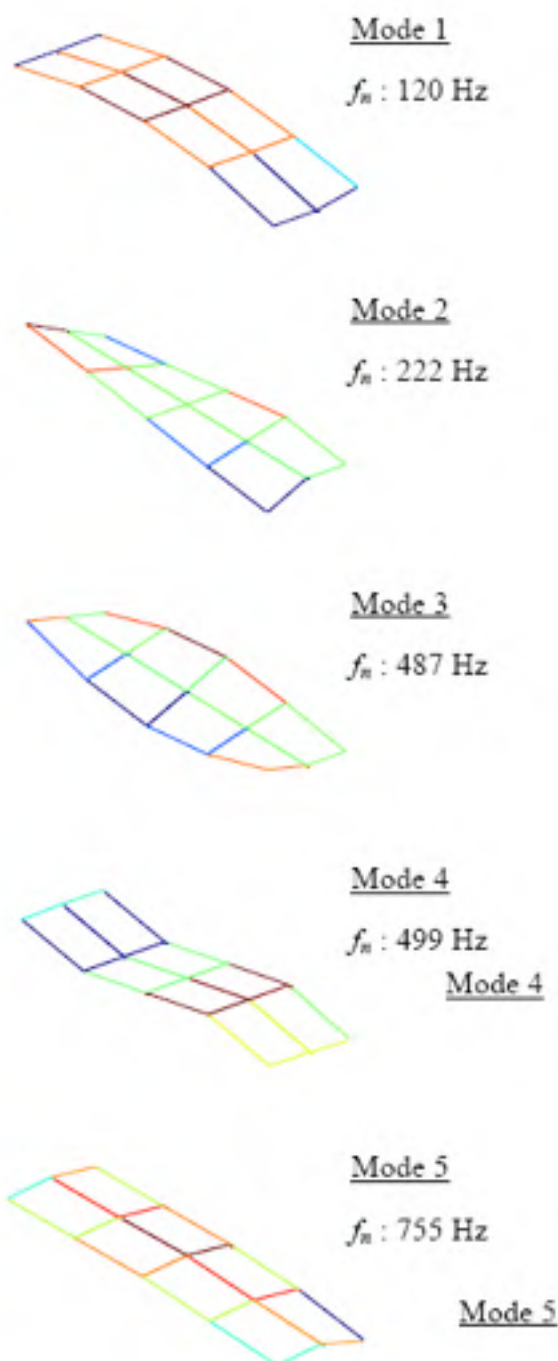 Mode 1
fn : 120 Hz
Mode 2
fn : 222 Hz
Mode 3
fn : 487 Hz
Mode 4
fn : 499 Hz
Mode 4
Mode 5
fn : 755 Hz
Mode 5